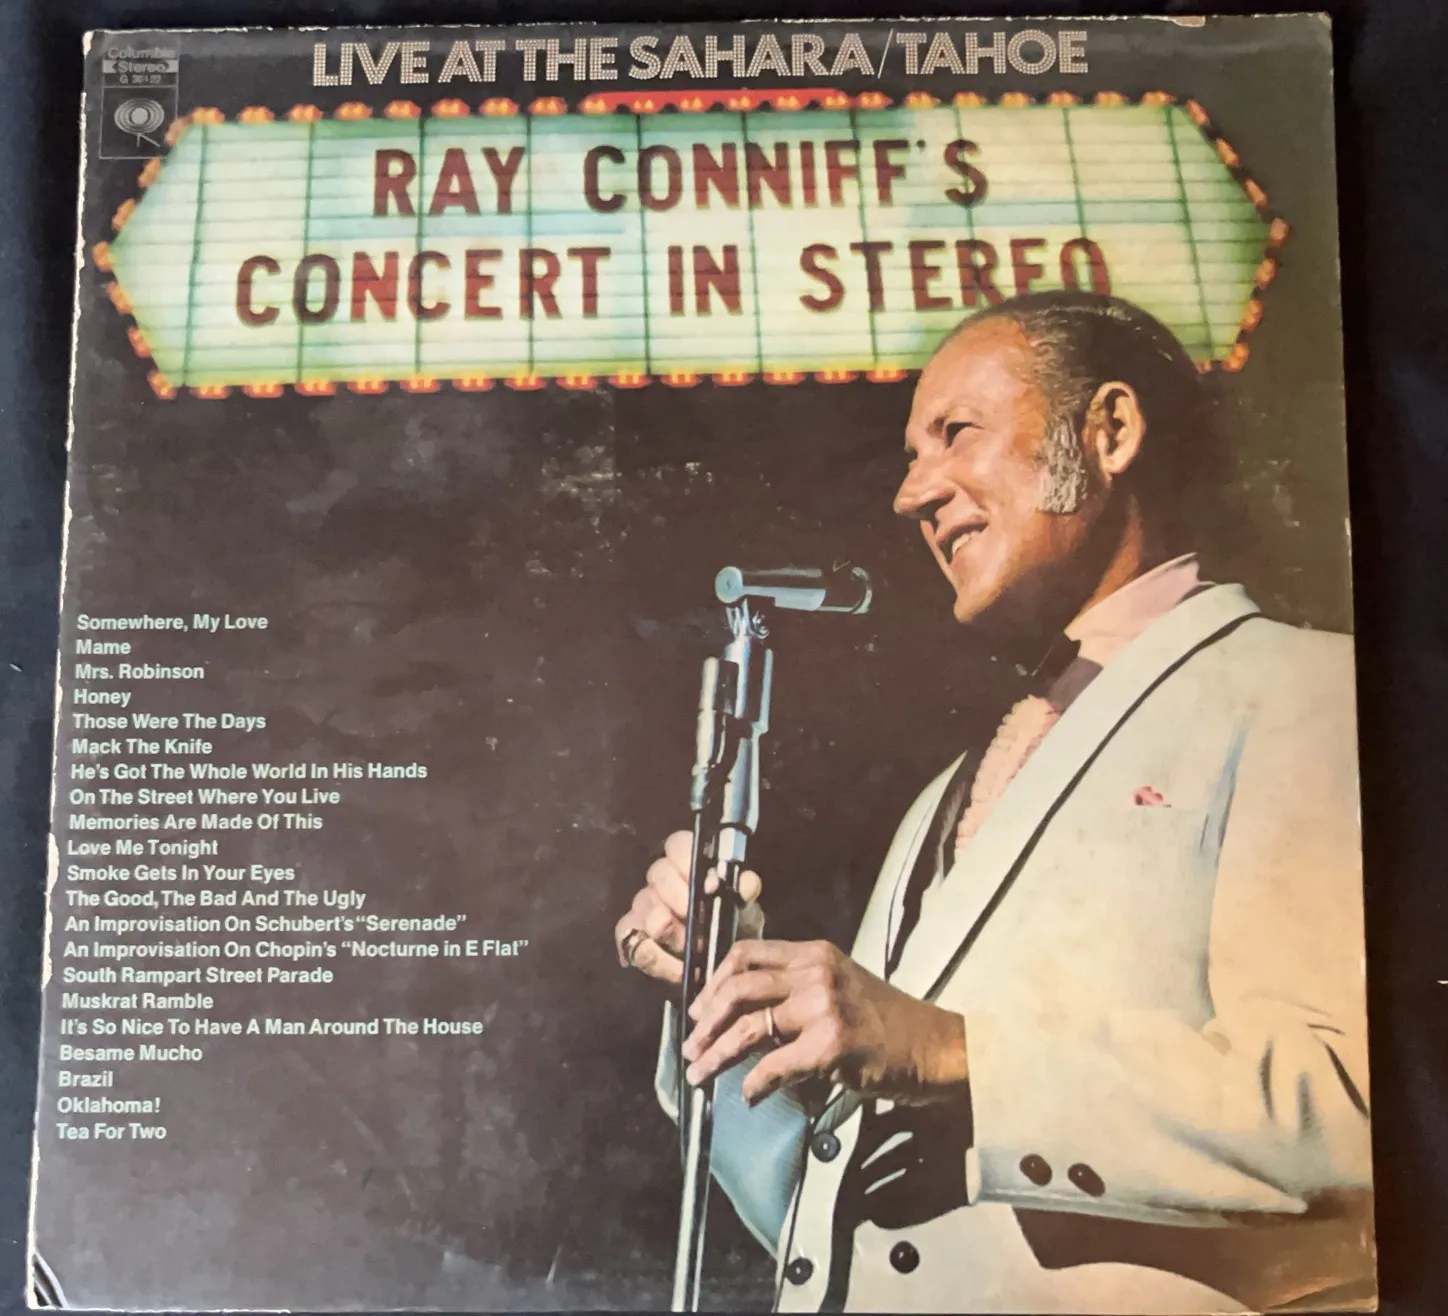 Columbia
Stereo
G 30122
LIVE AT THE SAHARA/TAHOE
RAY CONNIFF'S
CONCERT IN STEREO
Somewhere, My Love
Mame
Mrs. Robinson
Honey
Those Were The Days
Mack The Knife
He's Got The Whole World In His Hands
On The Street Where You Live
Memories Are Made Of This
Love Me Tonight
Smoke Gets In Your Eyes
The Good, The Bad And The Ugly
An Improvisation On Schubert's "Serenade"
An Improvisation On Chopin's "Nocturne in E Flat"
South Rampart Street Parade
Muskrat Ramble
It's So Nice To Have A Man Around The House
Besame Mucho
Brazil
Oklahoma!
Tea For Two